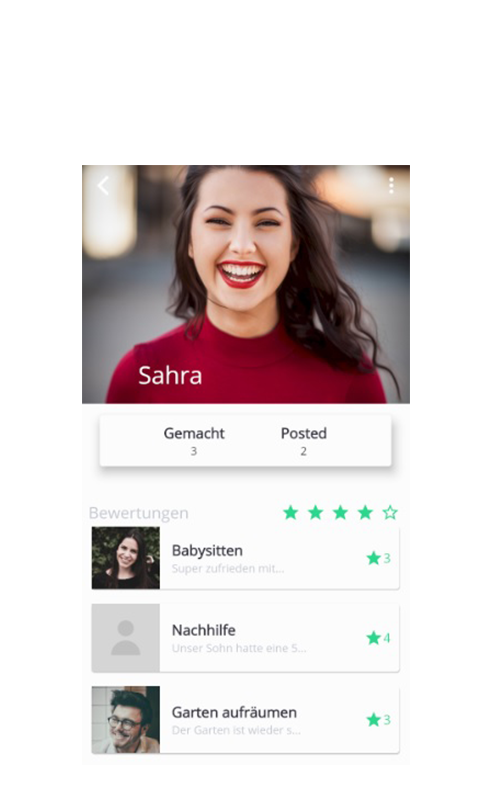 Sahra
Gemacht Posted
3 2
Bewertungen
Babysitten
Super zufrieden mit...
3
Nachhilfe
Unser Sohn hatte eine S...
4
Garten aufräumen
Der Garten ist wieder s...
3